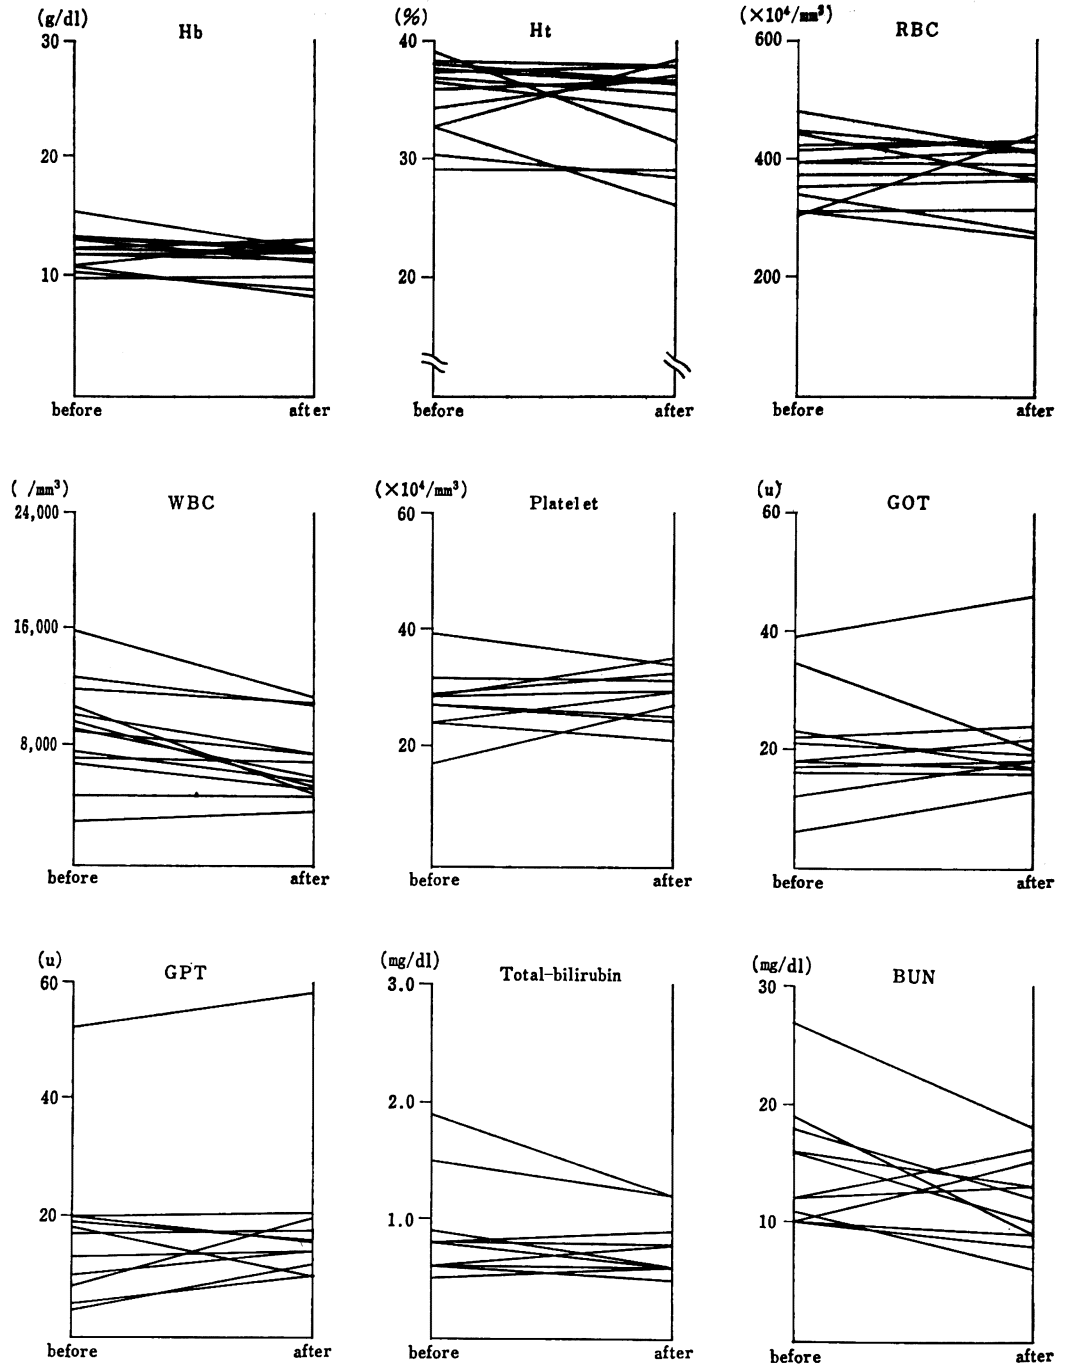 (g/dl)
Hb
30
20
10
before
after
(%)
Ht
40
30
20
before
after
(×10⁴/mm³)
RBC
600
400
200
before
after
( /mm³)
WBC
24,000
16,000
8,000
before
after
(×10⁴/mm³)
Platelet
60
40
20
before
after
(u)
GOT
60
40
20
before
after
(u)
GPT
60
40
20
before
after
(mg/dl)
Total-bilirubin
3.0
2.0
1.0
before
after
(mg/dl)
BUN
30
20
10
before
after